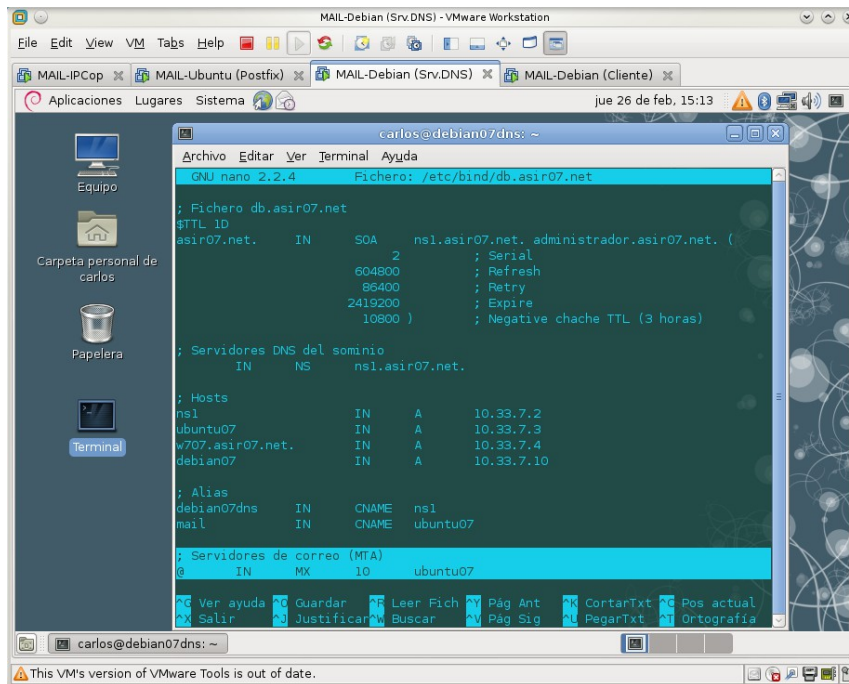 MAIL-Debian (Srv.DNS) - VMware Workstation
File Edit View VM Tabs Help
MAIL-IPCop MAIL-Ubuntu (Postfix) MAIL-Debian (Srv.DNS) MAIL-Debian (Cliente)
Aplicaciones Lugares Sistema jue 26 de feb, 15:13
Equipo
Carpeta personal de
carlos
Papelera
Terminal
carlos@debian07dns: ~
Archivo Editar Ver Terminal Ayuda
GNU nano 2.2.4 Fichero: /etc/bind/db.asir07.net
; Fichero db.asir07.net
$TTL 1D
asir07.net. IN SOA ns1.asir07.net. administrador.asir07.net. (
2 ; Serial
604800 ; Refresh
86400 ; Retry
2419200 ; Expire
10800 ) ; Negative chache TTL (3 horas)
; Servidores DNS del sominio
IN NS ns1.asir07.net.
; Hosts
ns1 IN A 10.33.7.2
ubuntu07 IN A 10.33.7.3
w707.asir07.net. IN A 10.33.7.4
debian07 IN A 10.33.7.10
; Alias
debian07dns IN CNAME ns1
mail IN CNAME ubuntu07
; Servidores de correo (MTA)
@ IN MX 10 ubuntu07
^G Ver ayuda ^O Guardar ^R Leer Fich ^Y Pág Ant ^K CortarTxt ^C Pos actual
^X Salir ^J Justificar ^W Buscar ^V Pág Sig ^U PegarTxt ^T Ortografía
carlos@debian07dns: ~
This VM's version of VMware Tools is out of date.